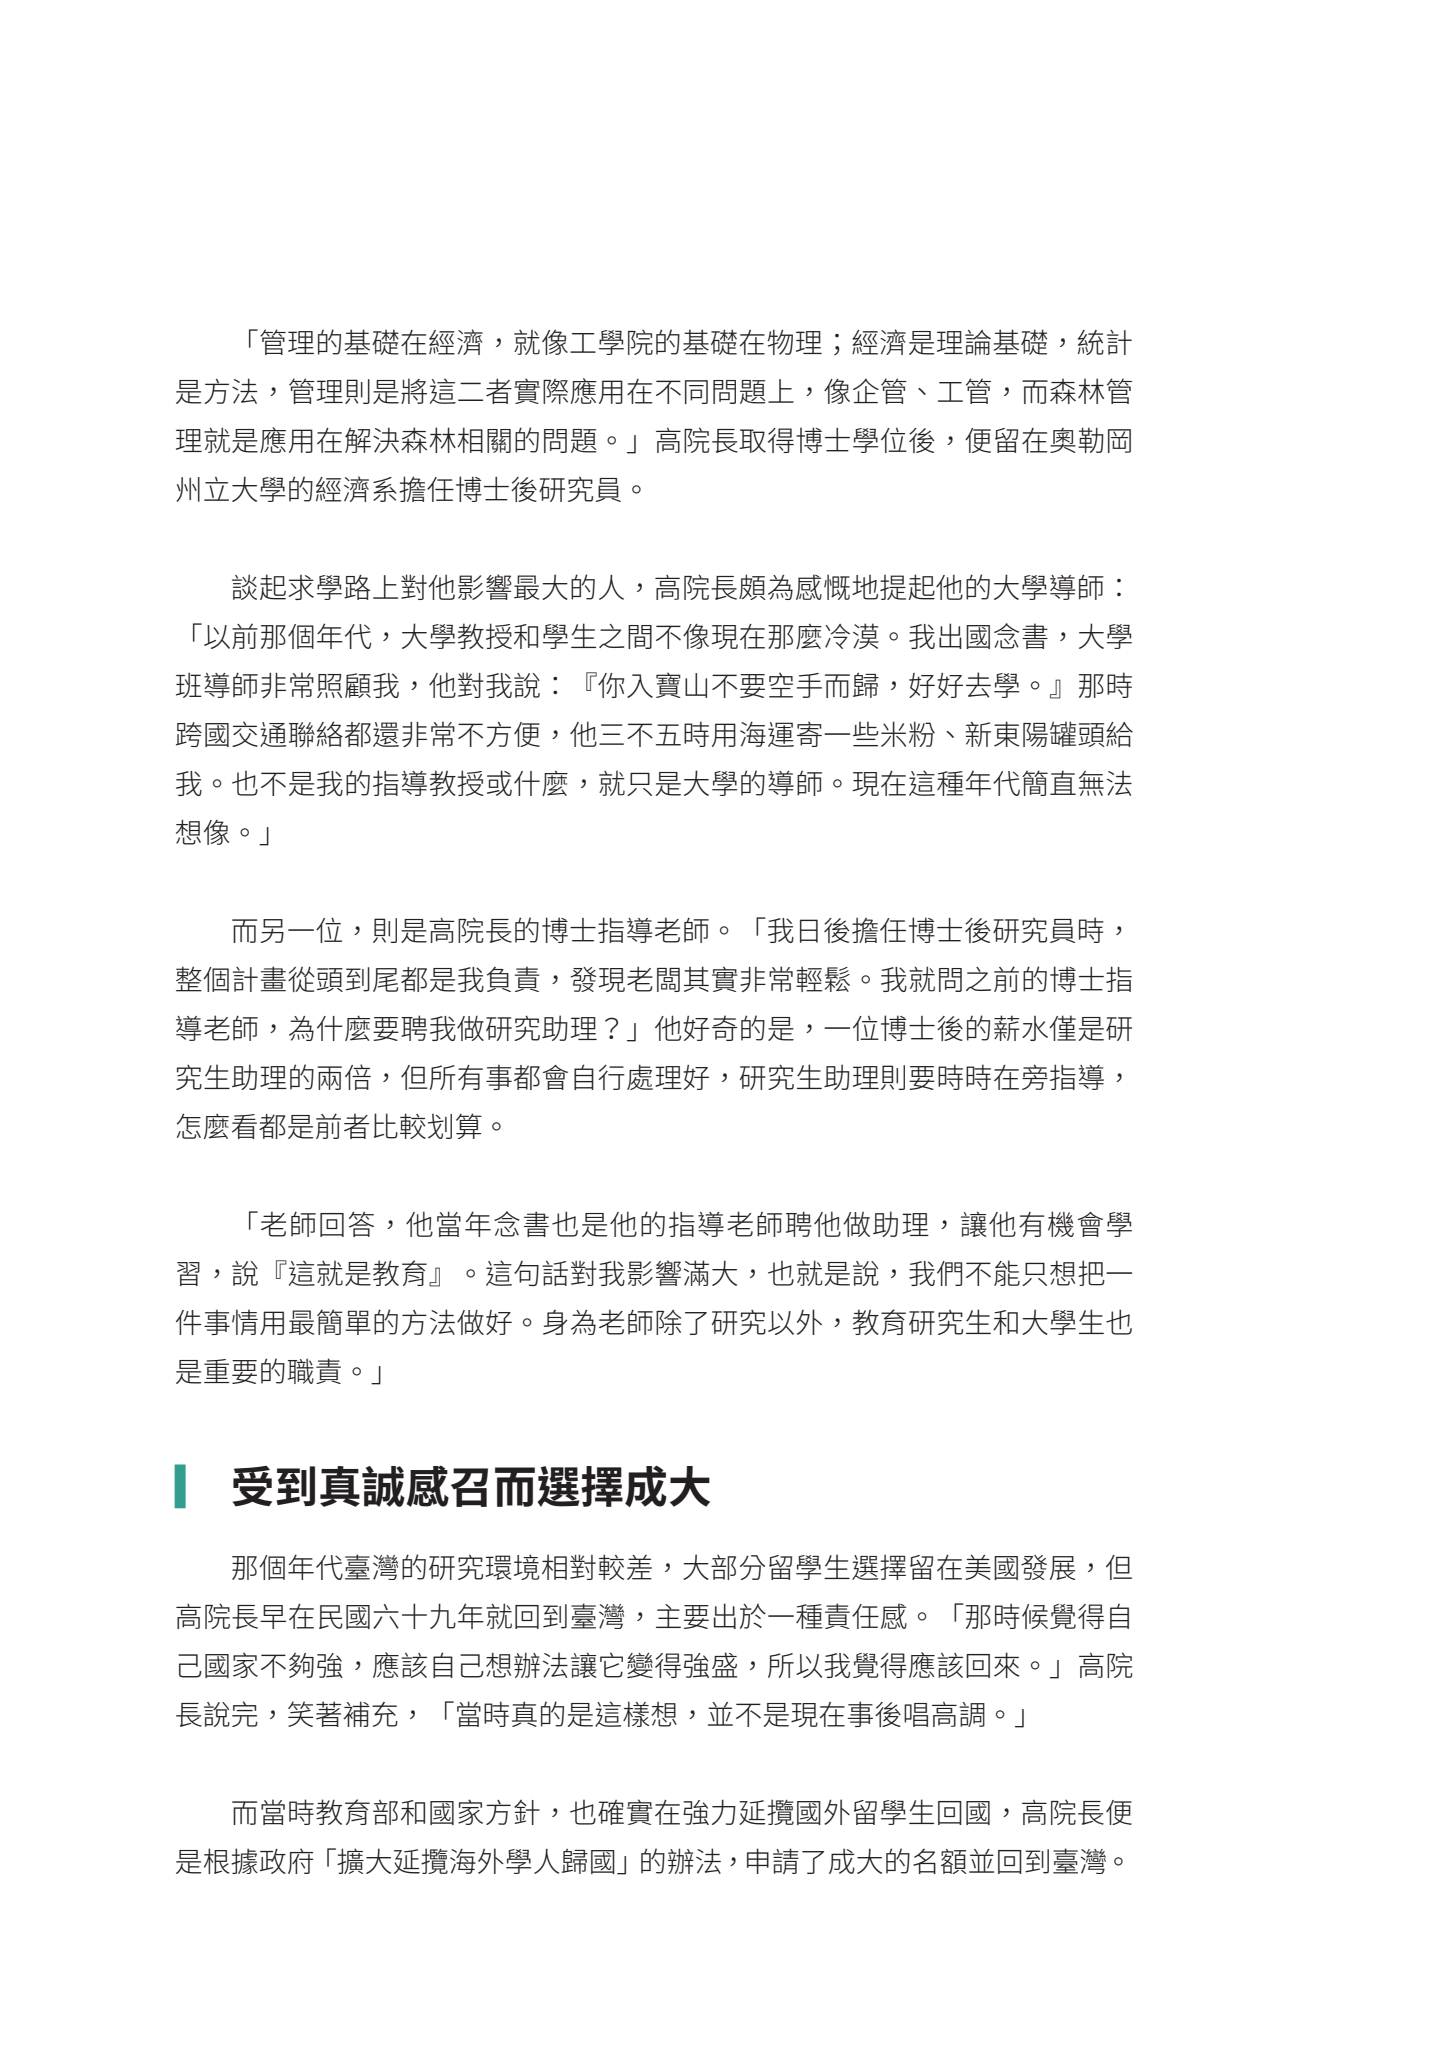 「管理的基礎在經濟，就像工學院的基礎在物理；經濟是理論基礎，統計
是方法，管理則是將這二者實際應用在不同問題上，像企管、工管，而森林管
理就是應用在解決森林相關的問題。」高院長取得博士學位後，便留在奧勒岡
州立大學的經濟系擔任博士後研究員。
談起求學路上對他影響最大的人，高院長頗為感慨地提起他的大學導師：
「以前那個年代，大學教授和學生之間不像現在那麼冷漠。我出國念書，大學
班導師非常照顧我，他對我說：『你入寶山不要空手而歸，好好去學。』那時
跨國交通聯絡都還非常不方便，他三不五時用海運寄一些米粉、新東陽罐頭給
我。也不是我的指導教授或什麼，就只是大學的導師。現在這種年代簡直無法
想像。」
而另一位，則是高院長的博士指導老師。「我日後擔任博士後研究員時，
整個計畫從頭到尾都是我負責，發現老闆其實非常輕鬆。我就問之前的博士指
導老師，為什麼要聘我做研究助理？」他好奇的是，一位博士後的薪水僅是研
究生助理的兩倍，但所有事都會自行處理好，研究生助理則要時時在旁指導，
怎麼看都是前者比較划算。
「老師回答，他當年念書也是他的指導老師聘他做助理，讓他有機會學
習，說『這就是教育』。這句話對我影響滿大，也就是說，我們不能只想把一
件事情用最簡單的方法做好。身為老師除了研究以外，教育研究生和大學生也
是重要的職責。」
受到真誠感召而選擇成大
那個年代臺灣的研究環境相對較差，大部分留學生選擇留在美國發展，但
高院長早在民國六十九年就回到臺灣，主要出於一種責任感。「那時候覺得自
己國家不夠強，應該自己想辦法讓它變得強盛，所以我覺得應該回來。」高院
長說完，笑著補充，「當時真的是這樣想，並不是現在事後唱高調。」
而當時教育部和國家方針，也確實在強力延攬國外留學生回國，高院長便
是根據政府「擴大延攬海外學人歸國」的辦法，申請了成大的名額並回到臺灣。